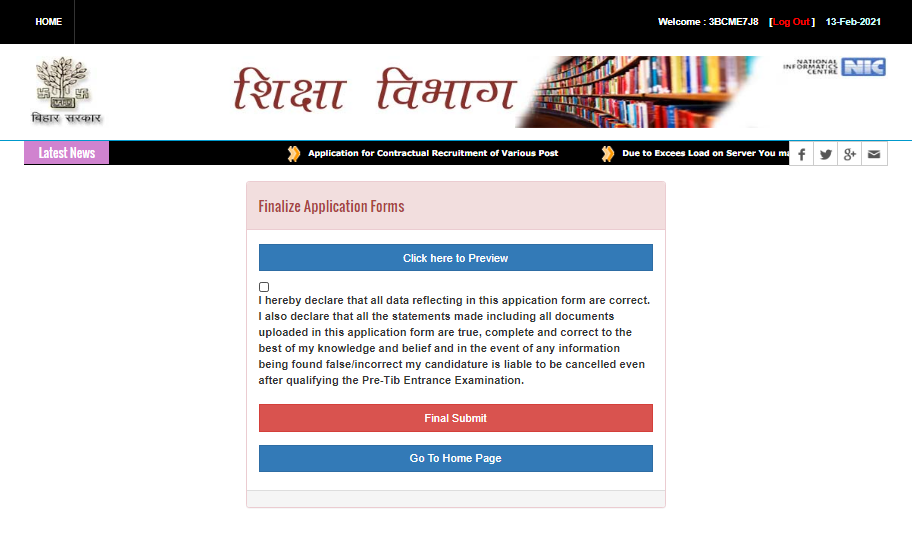 HOME
Welcome : 3BCME7J8 [Log Out] 13-Feb-2021
बिहार सरकार
शिक्षा विभाग
NATIONAL
INFORMATICS
CENTRE
NIC
Latest News
Application for Contractual Recruitment of Various Post
Due to Excees Load on Server You ma
Finalize Application Forms
Click here to Preview
I hereby declare that all data reflecting in this appication form are correct.
I also declare that all the statements made including all documents
uploaded in this application form are true, complete and correct to the
best of my knowledge and belief and in the event of any information
being found false/incorrect my candidature is liable to be cancelled even
after qualifying the Pre-Tib Entrance Examination.
Final Submit
Go To Home Page